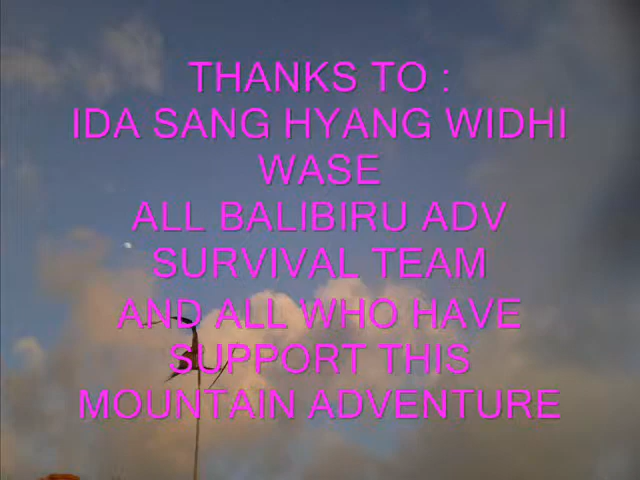 THANKS TO :
IDA SANG HYANG WIDHI
WASE
ALL BALIBIRU ADV
SURVIVAL TEAM
AND ALL WHO HAVE
SUPPORT THIS
MOUNTAIN ADVENTURE